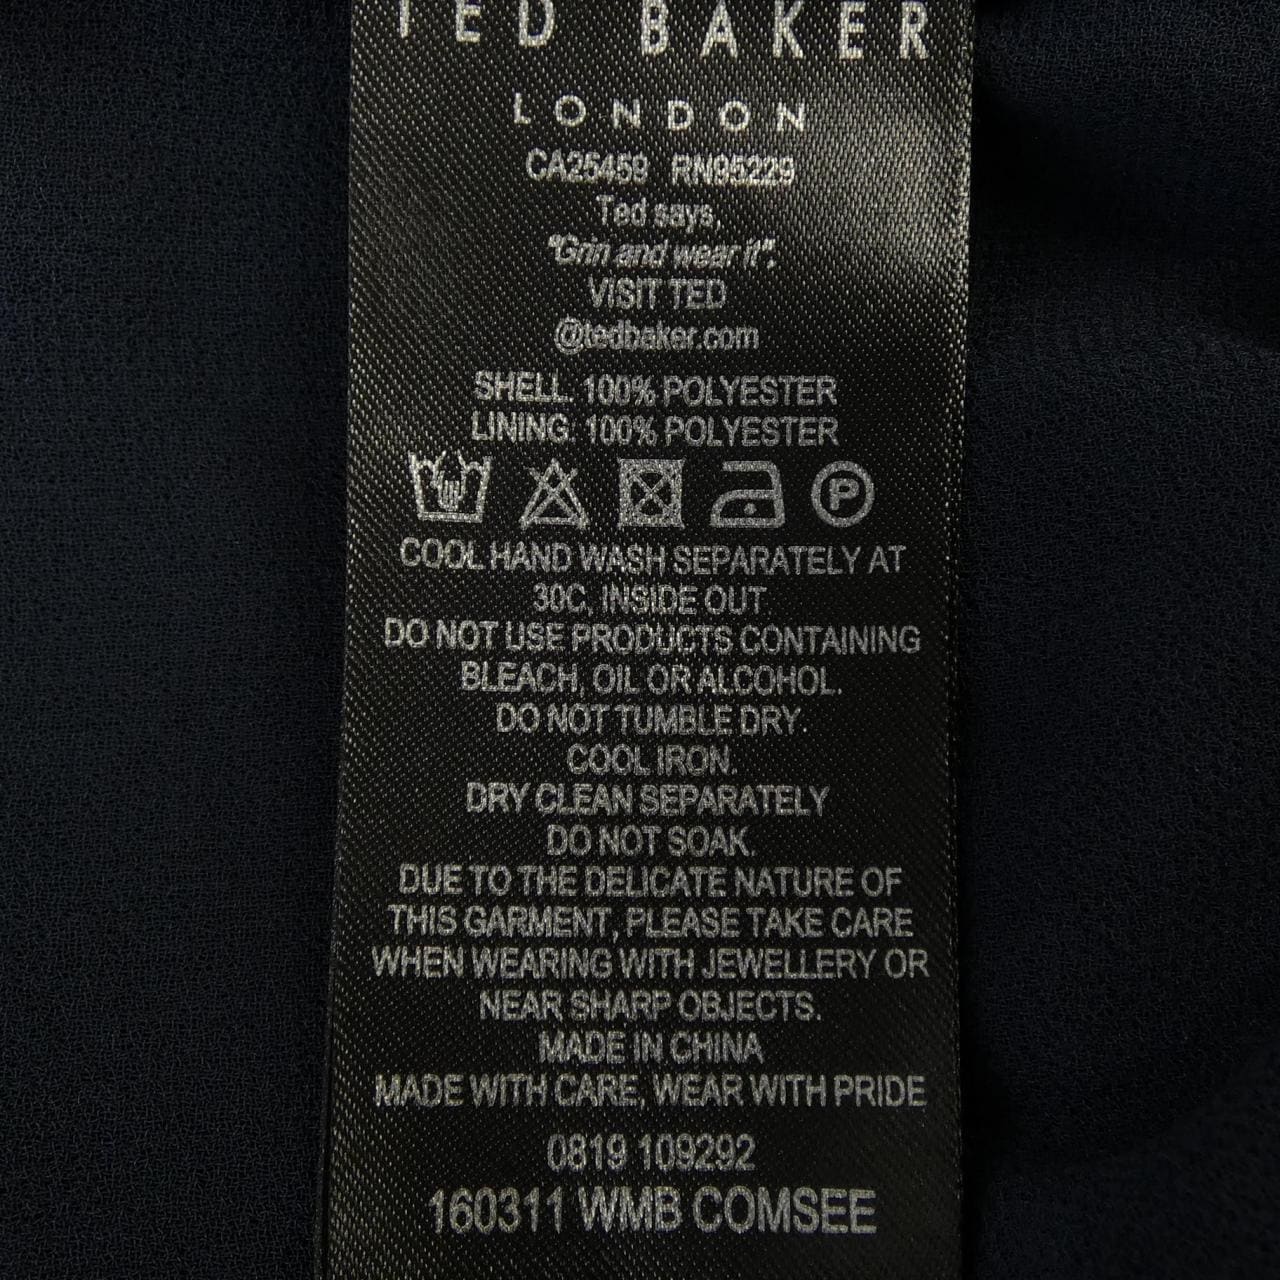 TED BAKER
LONDON
CA25459 RN95229
Ted says,
"Grin and wear it",
VISIT TED
@tedbaker.com
SHELL: 100% POLYESTER
LINING: 100% POLYESTER
P
COOL HAND WASH SEPARATELY AT
30C, INSIDE OUT.
DO NOT USE PRODUCTS CONTAINING
BLEACH, OIL OR ALCOHOL.
DO NOT TUMBLE DRY.
COOL IRON.
DRY CLEAN SEPARATELY
DO NOT SOAK.
DUE TO THE DELICATE NATURE OF
THIS GARMENT, PLEASE TAKE CARE
WHEN WEARING WITH JEWELLERY OR
NEAR SHARP OBJECTS.
MADE IN CHINA
MADE WITH CARE, WEAR WITH PRIDE
0819 109292
160311 WMB COMSEE